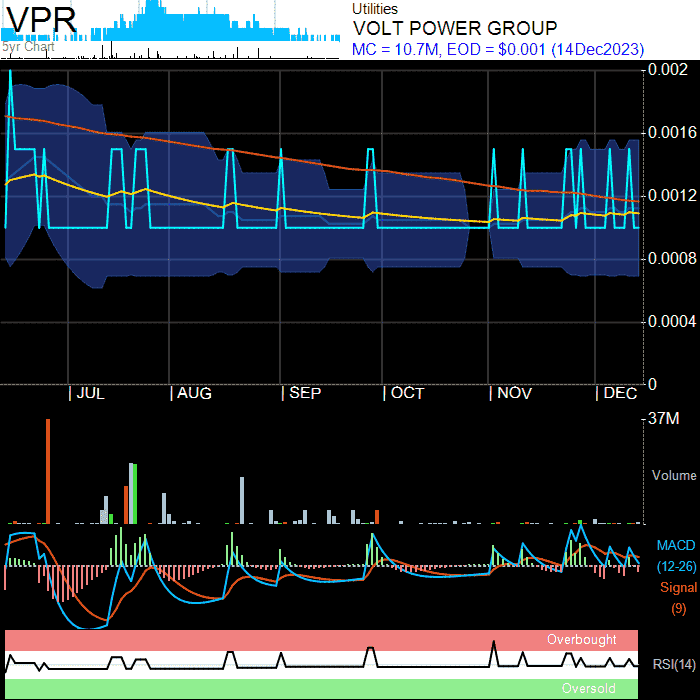 VPR
5yr Chart
Utilities
VOLT POWER GROUP
MC = 10.7M, EOD = $0.001 (14Dec2023)
0.002
0.0016
0.0012
0.0008
0.0004
0
JUL AUG SEP OCT NOV DEC
37M
Volume
MACD
(12-26)
Signal
(9)
Overbought
RSI(14)
Oversold